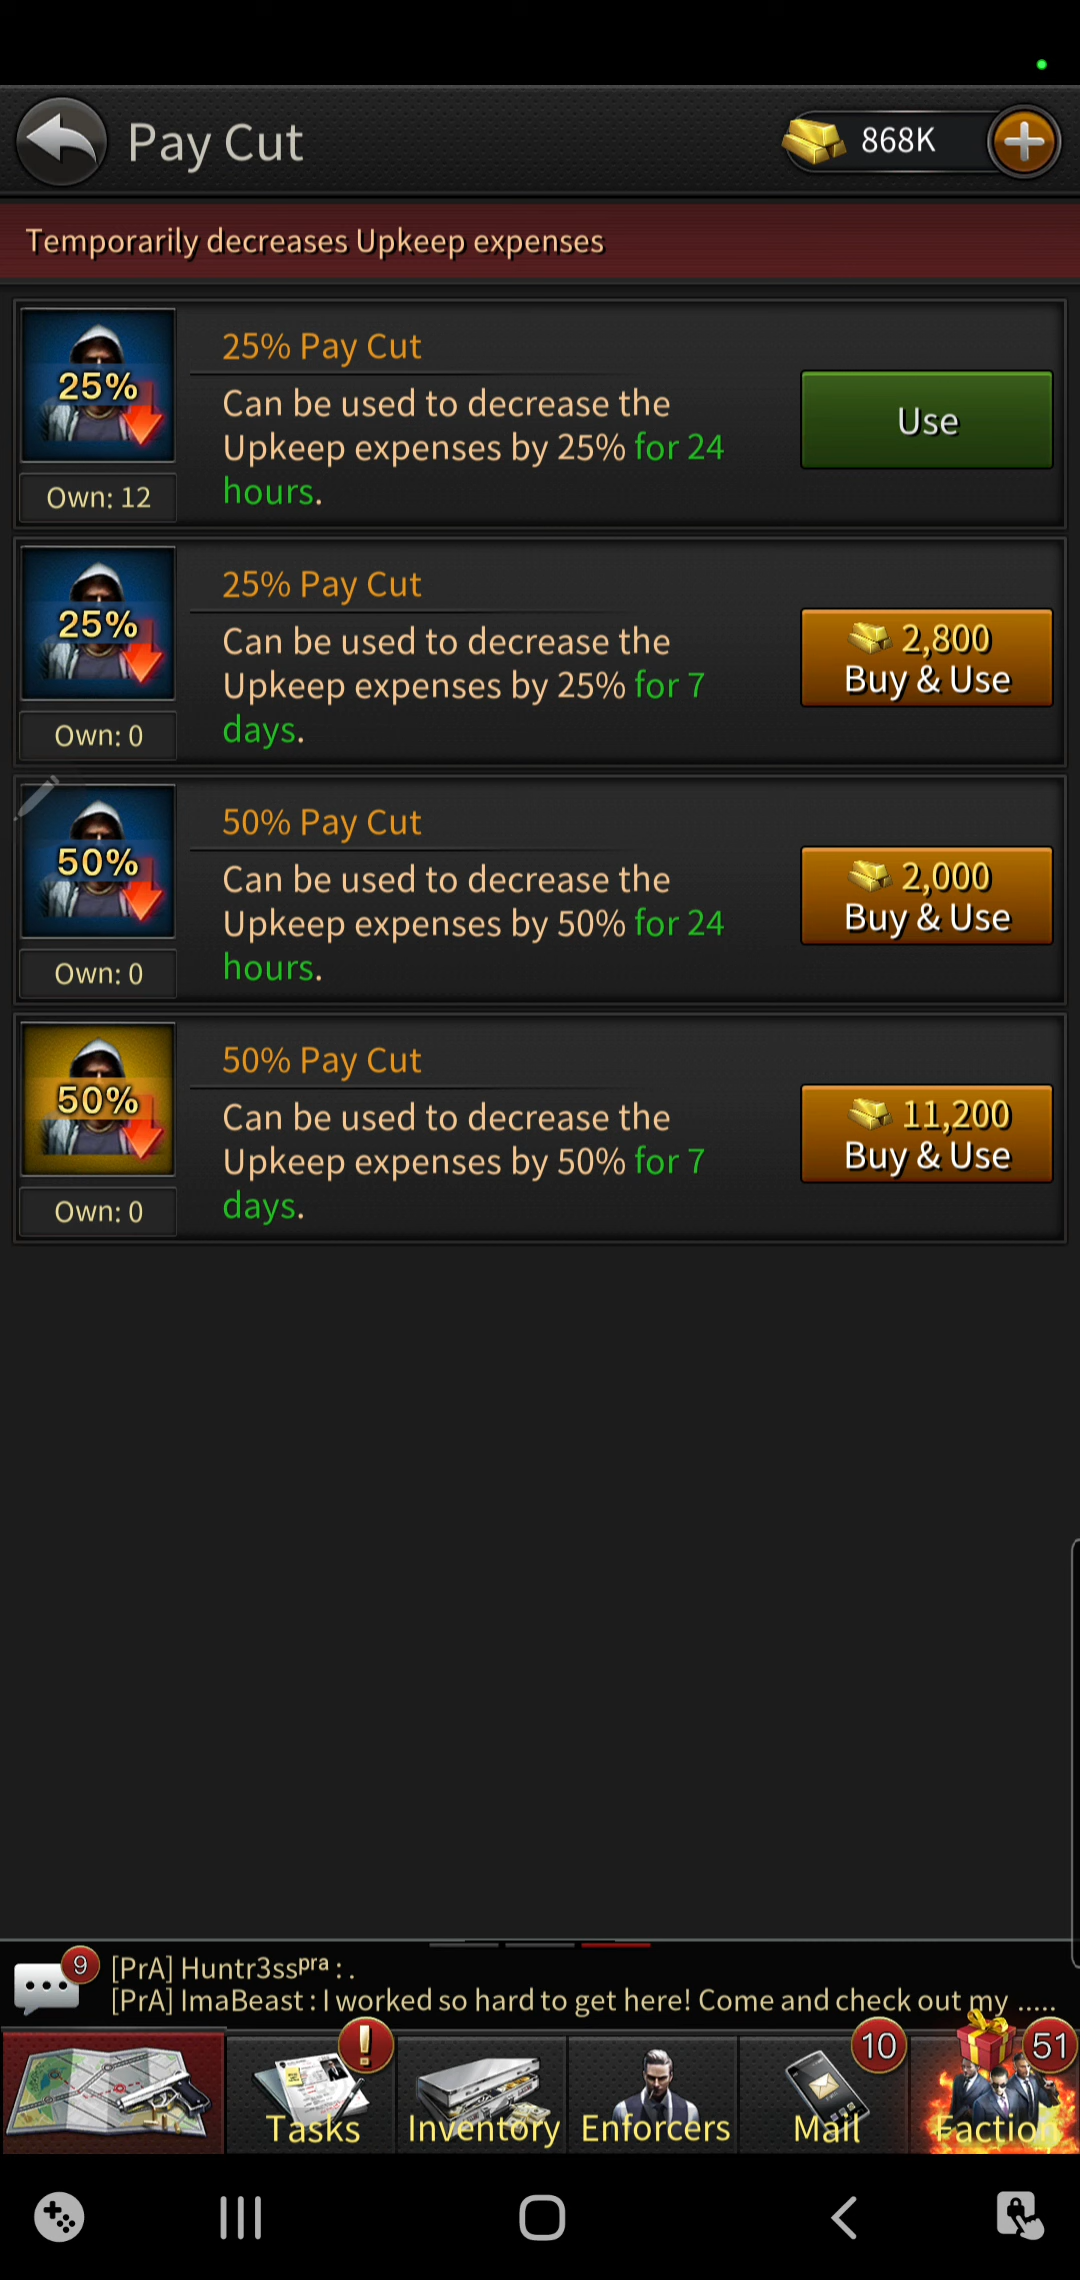 Pay Cut
868K
Temporarily decreases Upkeep expenses
25% Pay Cut
25%
Can be used to decrease the
Upkeep expenses by 25% for 24
hours.
Use
Own: 12
25% Pay Cut
25%
Can be used to decrease the
Upkeep expenses by 25% for 7
days.
2,800
Buy & Use
Own: 0
50% Pay Cut
50%
Can be used to decrease the
Upkeep expenses by 50% for 24
hours.
2,000
Buy & Use
Own: 0
50% Pay Cut
50%
Can be used to decrease the
Upkeep expenses by 50% for 7
days.
11,200
Buy & Use
Own: 0
9
[PrA] Huntr3ssᵖʳᵃ : .
[PrA] ImaBeast : I worked so hard to get here! Come and check out my .....
!
10
51
Tasks
Inventory
Enforcers
Mail
Faction